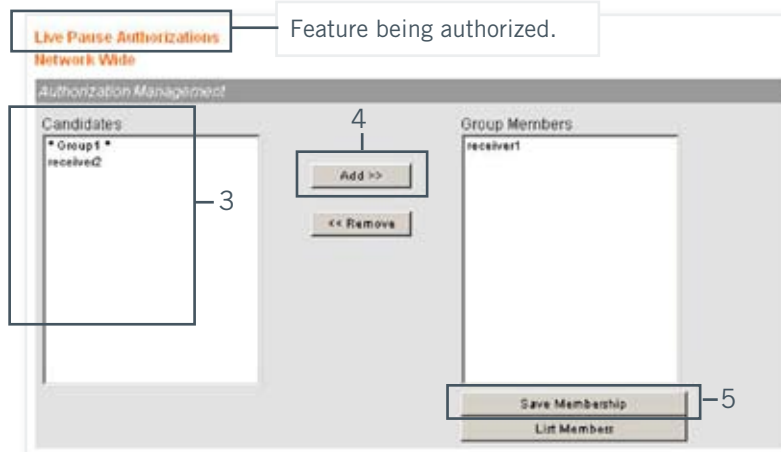 Live Pause Authorizations
Feature being authorized.
Network Wide
Authorization Management
Candidates
4
Group Members
* Group1 *
receiver2
receiver1
Add >>
3
<< Remove
Save Membership
5
List Members